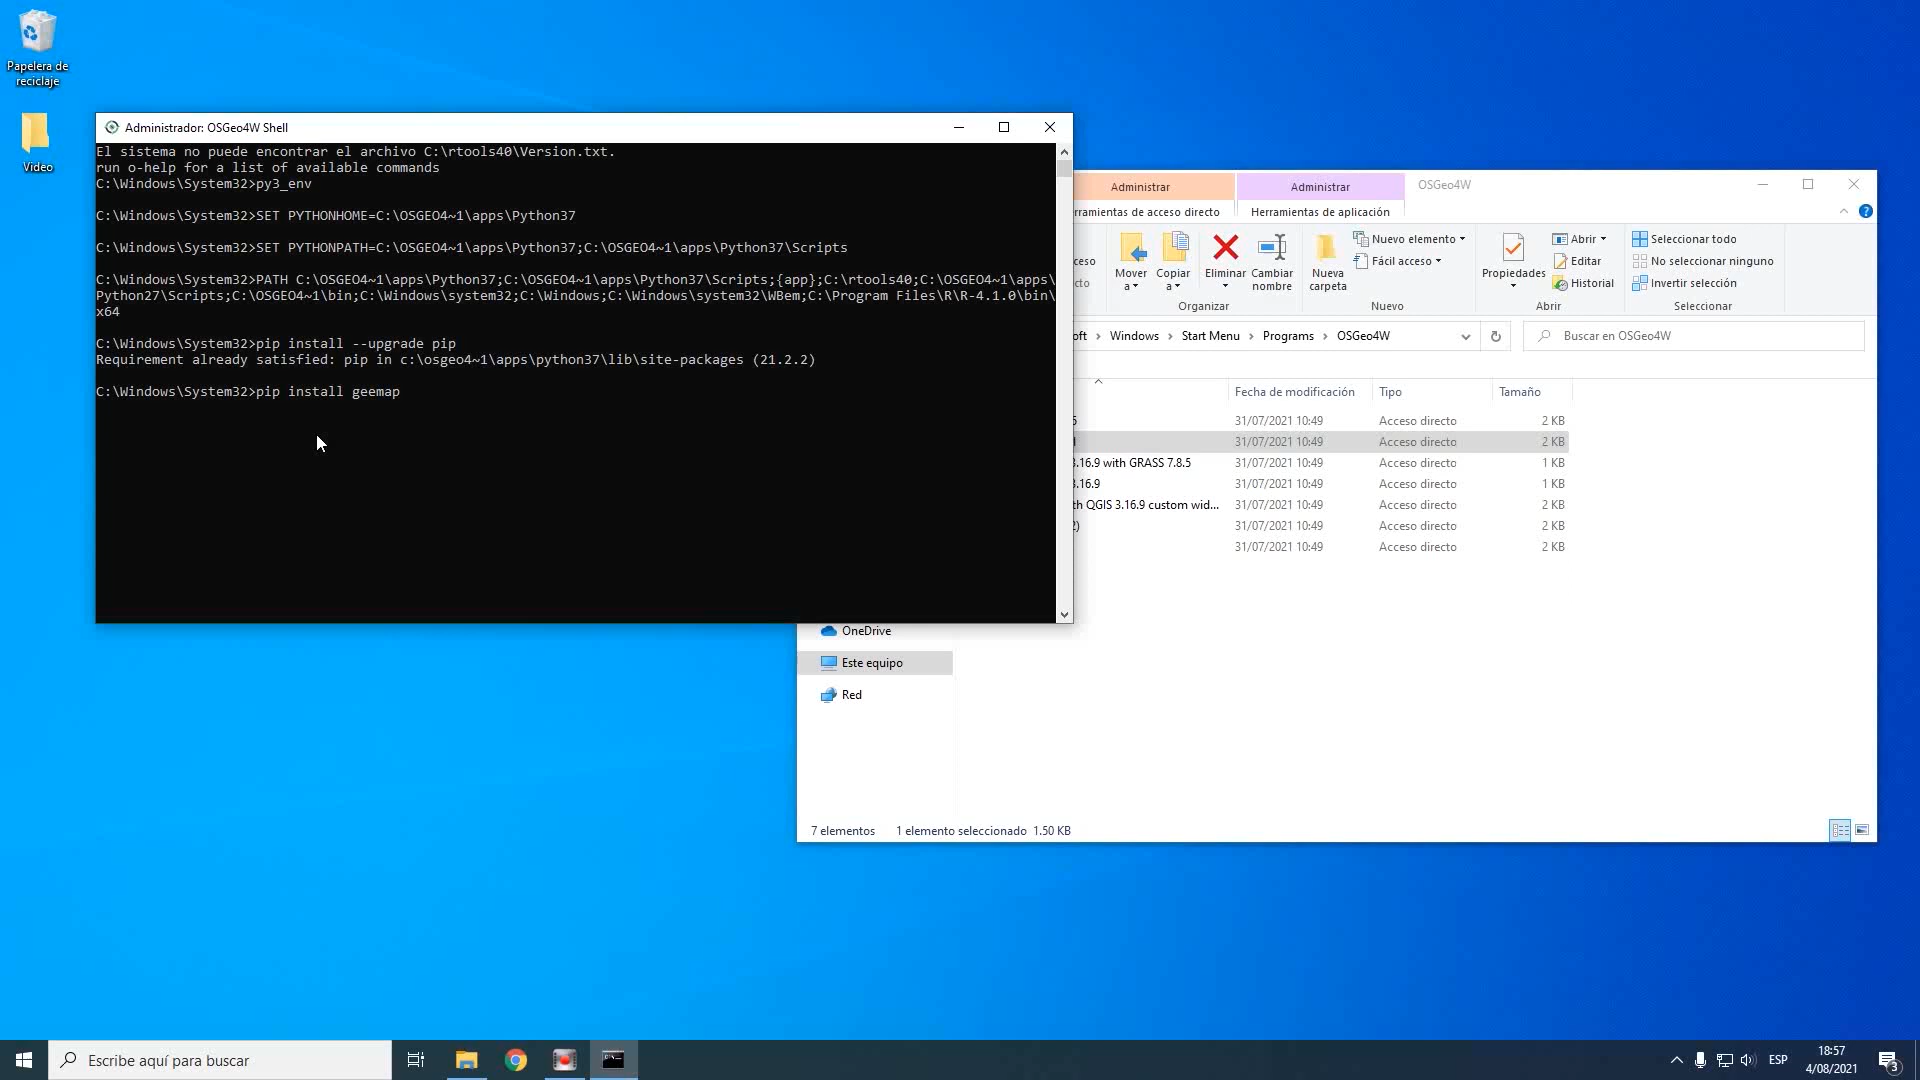 Papelera de
reciclaje
Video
Administrador: OSGeo4W Shell
El sistema no puede encontrar el archivo C:\rtools40\Version.txt.
run o-help for a list of available commands
C:\Windows\System32>py3_env
C:\Windows\System32>SET PYTHONHOME=C:\OSGEO4~1\apps\Python37
C:\Windows\System32>SET PYTHONPATH=C:\OSGEO4~1\apps\Python37;C:\OSGEO4~1\apps\Python37\Scripts
C:\Windows\System32>PATH C:\OSGEO4~1\apps\Python37;C:\OSGEO4~1\apps\Python37\Scripts;{app};C:\rtools40;C:\OSGEO4~1\apps\
Python27\Scripts;C:\OSGEO4~1\bin;C:\Windows\system32;C:\Windows;C:\Windows\system32\WBem;C:\Program Files\R\R-4.1.0\bin\
x64
C:\Windows\System32>pip install --upgrade pip
Requirement already satisfied: pip in c:\osgeo4~1\apps\python37\lib\site-packages (21.2.2)
C:\Windows\System32>pip install geemap
Administrar
Administrar
OSGeo4W
rramientas de acceso directo
Herramientas de aplicación
ceso
cto
Mover
a
Copiar
a
Eliminar
Cambiar
nombre
Organizar
Nueva
carpeta
Nuevo elemento
Fácil acceso
Nuevo
Propiedades
Abrir
Editar
Historial
Abrir
Seleccionar todo
No seleccionar ninguno
Invertir selección
Seleccionar
oft > Windows > Start Menu > Programs > OSGeo4W
Buscar en OSGeo4W
Fecha de modificación Tipo Tamaño
31/07/2021 10:49 Acceso directo 2 KB
31/07/2021 10:49 Acceso directo 2 KB
3.16.9 with GRASS 7.8.5 31/07/2021 10:49 Acceso directo 1 KB
3.16.9 31/07/2021 10:49 Acceso directo 1 KB
th QGIS 3.16.9 custom wid... 31/07/2021 10:49 Acceso directo 2 KB
2) 31/07/2021 10:49 Acceso directo 2 KB
31/07/2021 10:49 Acceso directo 2 KB
OneDrive
Este equipo
Red
7 elementos 1 elemento seleccionado 1.50 KB
Escribe aquí para buscar
ESP
18:57
4/08/2021
3